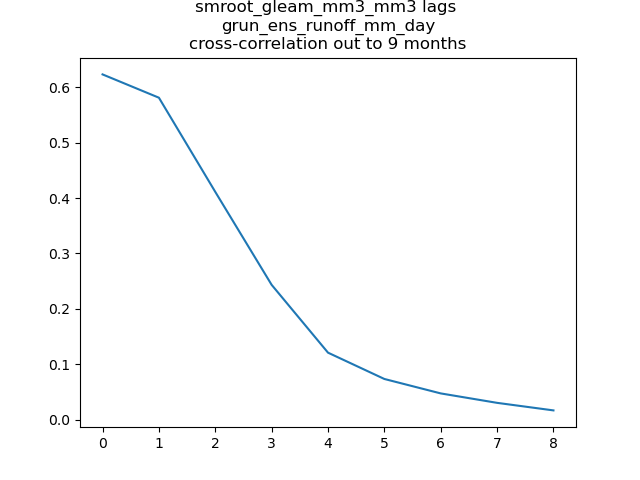 smroot_gleam_mm3_mm3 lags
grun_ens_runoff_mm_day
cross-correlation out to 9 months
0.6
0.5
0.4
0.3
0.2
0.1
0.0
0 1 2 3 4 5 6 7 8